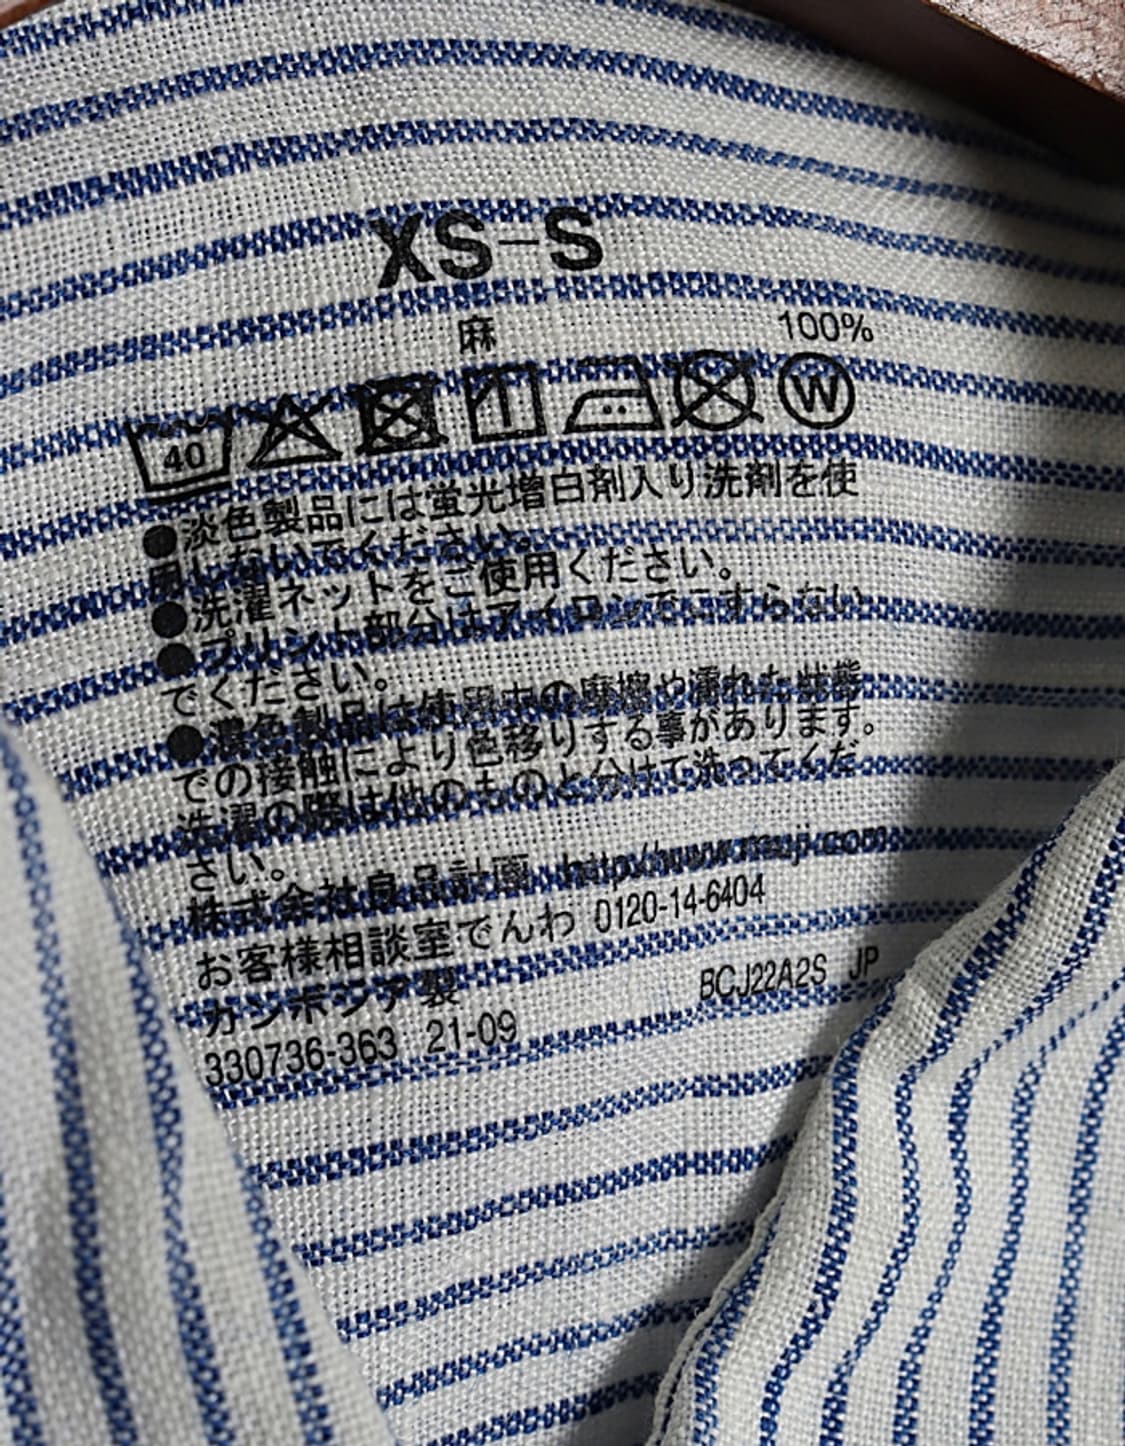 XS-S
麻 100%
40 W
●淡色製品には蛍光増白剤入り洗剤を使
用しないでください。
●洗濯ネットをご使用ください。
●プリント部分はアイロンでこすらない
でください。
●濃色製品は使用中の摩擦や濡れた状態
での接触により色移りする事があります。
洗濯の際は他のものと分けて洗ってくだ
さい。
株式会社良品計画 http://www.muji.com
お客様相談室でんわ 0120-14-6404
カンボジア製 BCJ22A2S JP
330736-363 21-09